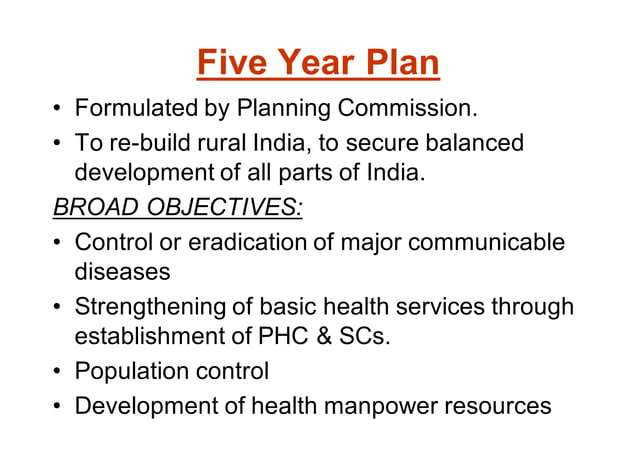 Five Year Plan
• Formulated by Planning Commission.
• To re-build rural India, to secure balanced
development of all parts of India.
BROAD OBJECTIVES:
• Control or eradication of major communicable
diseases
• Strengthening of basic health services through
establishment of PHC & SCs.
• Population control
• Development of health manpower resources